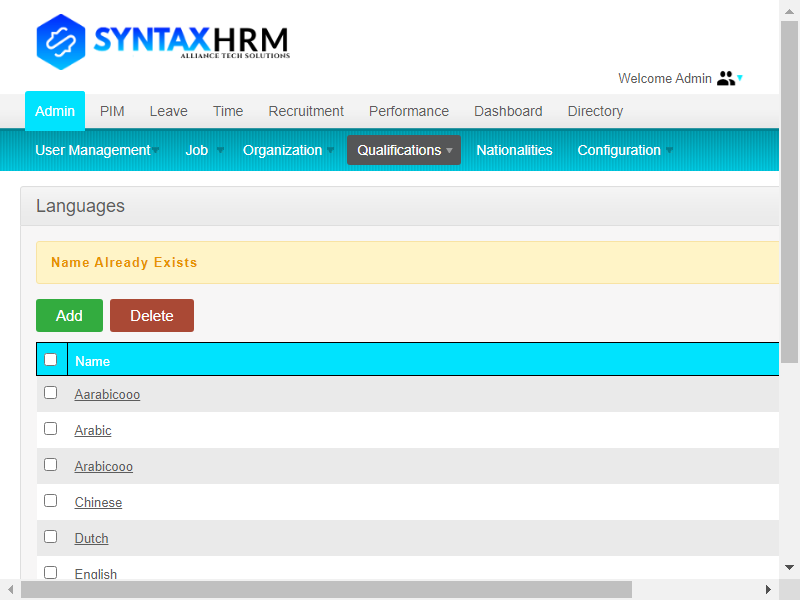 SYNTAXHRM
ALLIANCE TECH SOLUTIONS
Welcome Admin
Admin PIM Leave Time Recruitment Performance Dashboard Directory
User Management Job Organization Qualifications Nationalities Configuration
Languages
Name Already Exists
Add Delete
Name
Aarabicooo
Arabic
Arabicooo
Chinese
Dutch
English